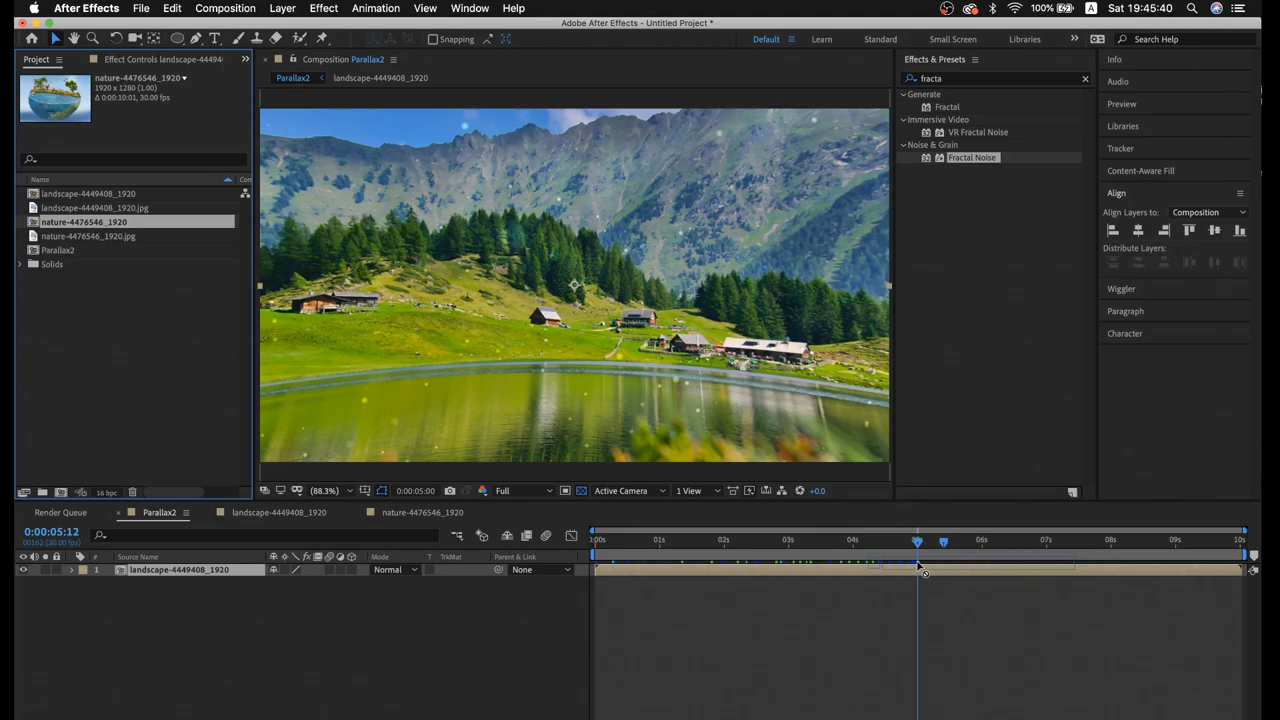 After Effects File Edit Composition Layer Effect Animation View Window Help 100% A Sat 19:45:40
Adobe After Effects - Untitled Project *
Snapping Default Learn Standard Small Screen Libraries Search Help
Project Effect Controls landscape-44494
Composition Parallax2
Effects & Presets
Info
nature-4476546_1920
1920 x 1280 (1.00)
Δ 0:00:10:01, 30.00 fps
Parallax2 landscape-4449408_1920
fracta
Audio
Generate
Fractal
Preview
Immersive Video
Libraries
VR Fractal Noise
Noise & Grain
Tracker
Fractal Noise
Content-Aware Fill
Name
Align
landscape-4449408_1920
landscape-4449408_1920.jpg
Align Layers to: Composition
nature-4476546_1920
nature-4476546_1920.jpg
Distribute Layers:
Parallax2
Solids
Wiggler
Paragraph
Character
16 bpc
(88.3%) 0:00:05:00 Full Active Camera 1 View +0.0
Render Queue Parallax2 landscape-4449408_1920 nature-4476546_1920
0:00:05:12
00162 (30.00 fps)
:00s 01s 02s 03s 04s 06s 07s 08s 09s 10s
# Source Name Mode T TrkMat Parent & Link
1 landscape-4449408_1920 Normal None